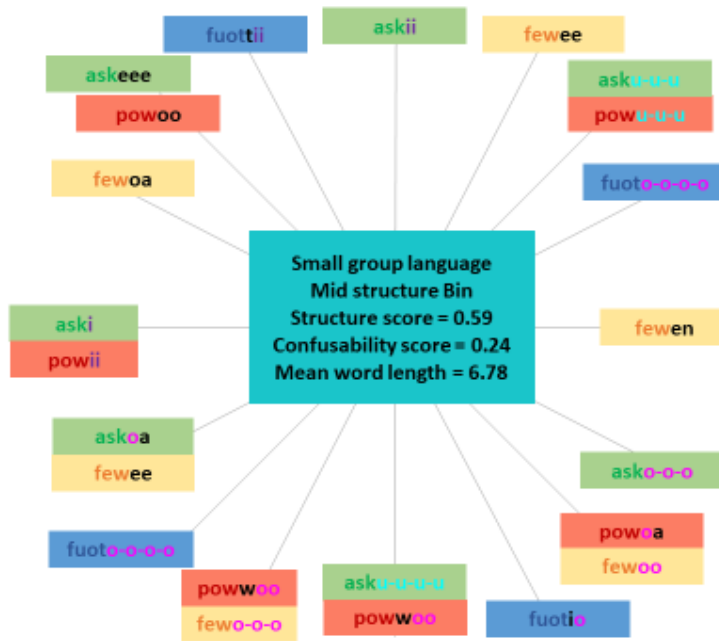 fuottii
askii
fewee
askeee
powoo
asku-u-u
powu-u-u
fewoa
fuoto-o-o-o
Small group language
Mid structure Bin
Structure score = 0.59
Confusability score = 0.24
Mean word length = 6.78
aski
powii
fewen
askoa
fewee
asko-o-o
fuoto-o-o-o
powoa
fewoo
powwoo
fewo-o-o
asku-u-u-u
powwoo
fuotio